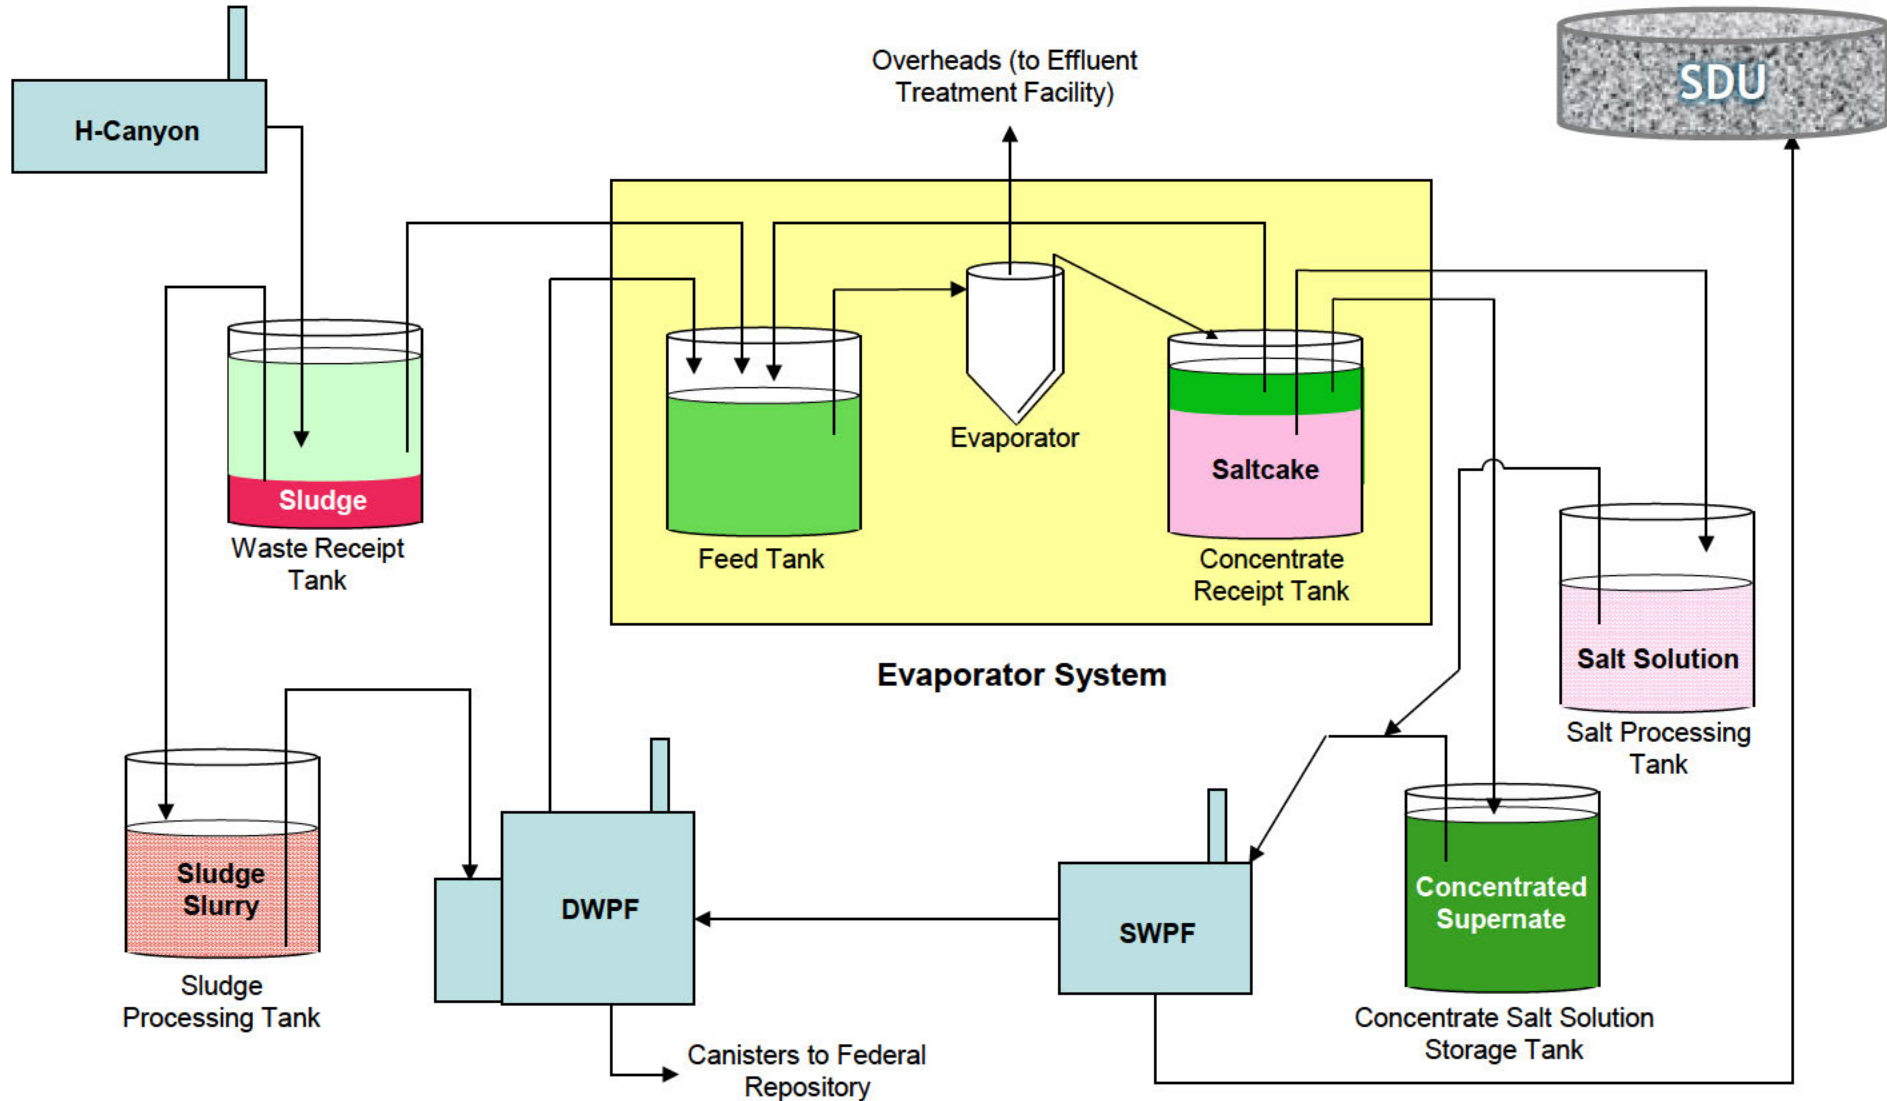 Overheads (to Effluent
Treatment Facility)
SDU
H-Canyon
Evaporator
Saltcake
Sludge
Waste Receipt
Tank
Feed Tank
Concentrate
Receipt Tank
Evaporator System
Salt Solution
Salt Processing
Tank
Sludge
Slurry
DWPF
SWPF
Concentrated
Supernate
Sludge
Processing Tank
Concentrate Salt Solution
Storage Tank
Canisters to Federal
Repository